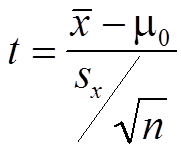 t = (x̄ − μ₀) / (sₓ / √n)